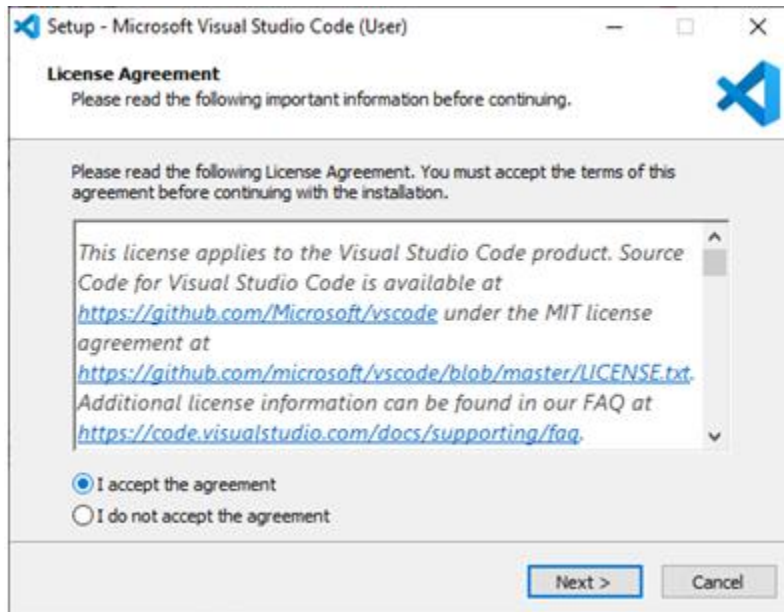 Setup - Microsoft Visual Studio Code (User)
License Agreement
Please read the following important information before continuing.
Please read the following License Agreement. You must accept the terms of this
agreement before continuing with the installation.
This license applies to the Visual Studio Code product. Source
Code for Visual Studio Code is available at
https://github.com/Microsoft/vscode under the MIT license
agreement at
https://github.com/microsoft/vscode/blob/master/LICENSE.txt.
Additional license information can be found in our FAQ at
https://code.visualstudio.com/docs/supporting/faq.
I accept the agreement
I do not accept the agreement
Next > Cancel